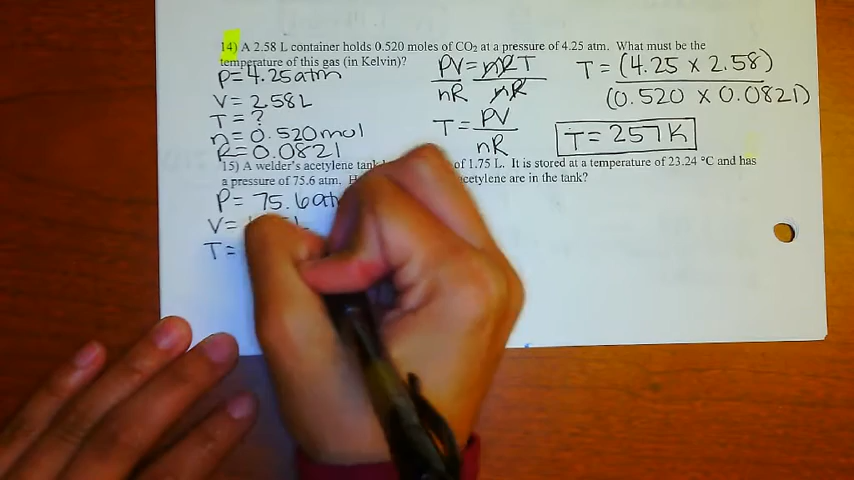 14) A 2.58 L container holds 0.520 moles of CO₂ at a pressure of 4.25 atm. What must be the
temperature of this gas (in Kelvin)?
P=4.25atm
V=2.58L
T=?
n=0.520mol
R=0.0821
PV=nRT
nR nR
T=PV
nR
T=(4.25 x 2.58)
(0.520 x 0.0821)
T=257K
15) A welder's acetylene tank of 1.75 L. It is stored at a temperature of 23.24 °C and has
a pressure of 75.6 atm. acetylene are in the tank?
P=75.6at
V=
T=